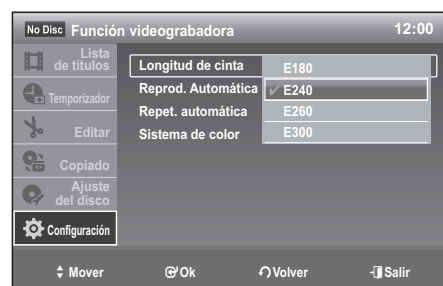 No Disc Función videograbadora 12:00
Lista
de titulos
Temporizador
Editar
Copiado
Ajuste
del disco
Configuración
Longitud de cinta
Reprod. Automática
Repet. automática
Sistema de color
E180
✓ E240
E260
E300
Mover Ok Volver Salir